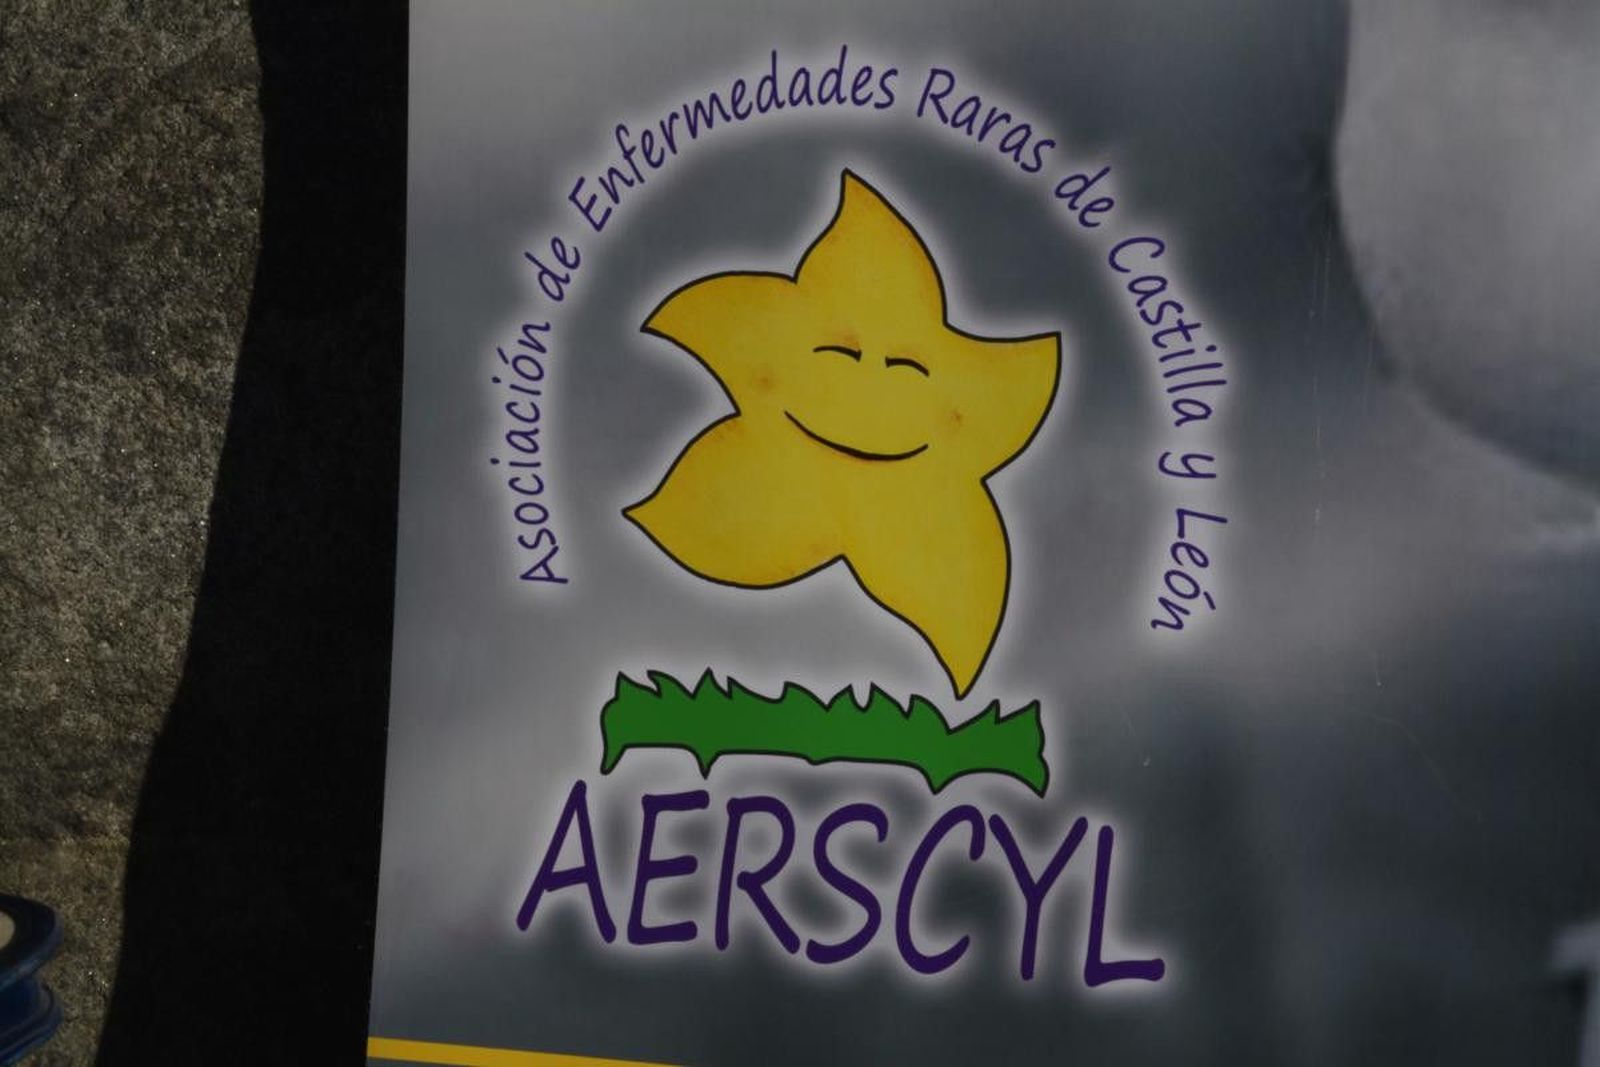 Asociación de Enfermedades Raras de Castilla y León
AERSCYL